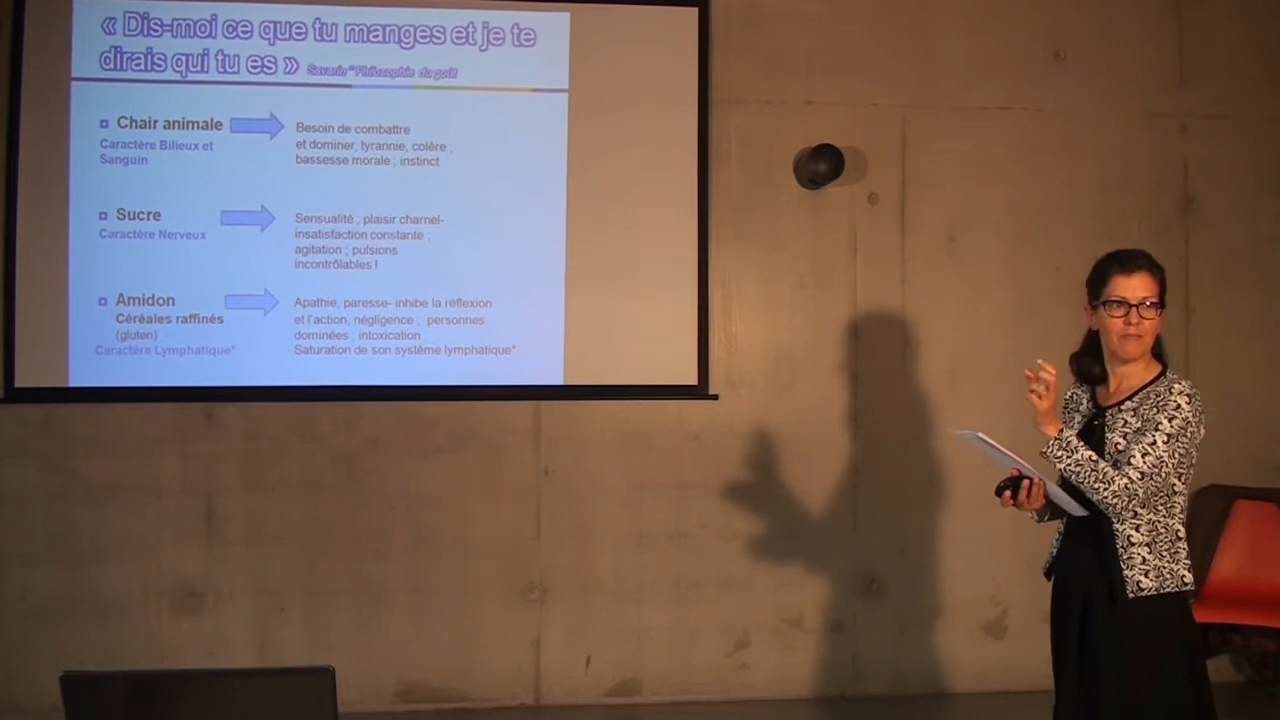 « Dis-moi ce que tu manges et je te
dirais qui tu es » Savarin "Philosophie du goût
Chair animale
Caractère Bilieux et
Sanguin
Besoin de combattre
et dominer, tyrannie, colère ;
bassesse morale ; instinct
Sucre
Caractère Nerveux
Sensualité ; plaisir charnel-
insatisfaction constante ;
agitation ; pulsions
incontrôlables !
Amidon
Céréales raffinés
(gluten)
Caractère Lymphatique*
Apathie, paresse- inhibe la réflexion
et l'action, négligence ; personnes
dominées ; intoxication
Saturation de son système lymphatique*